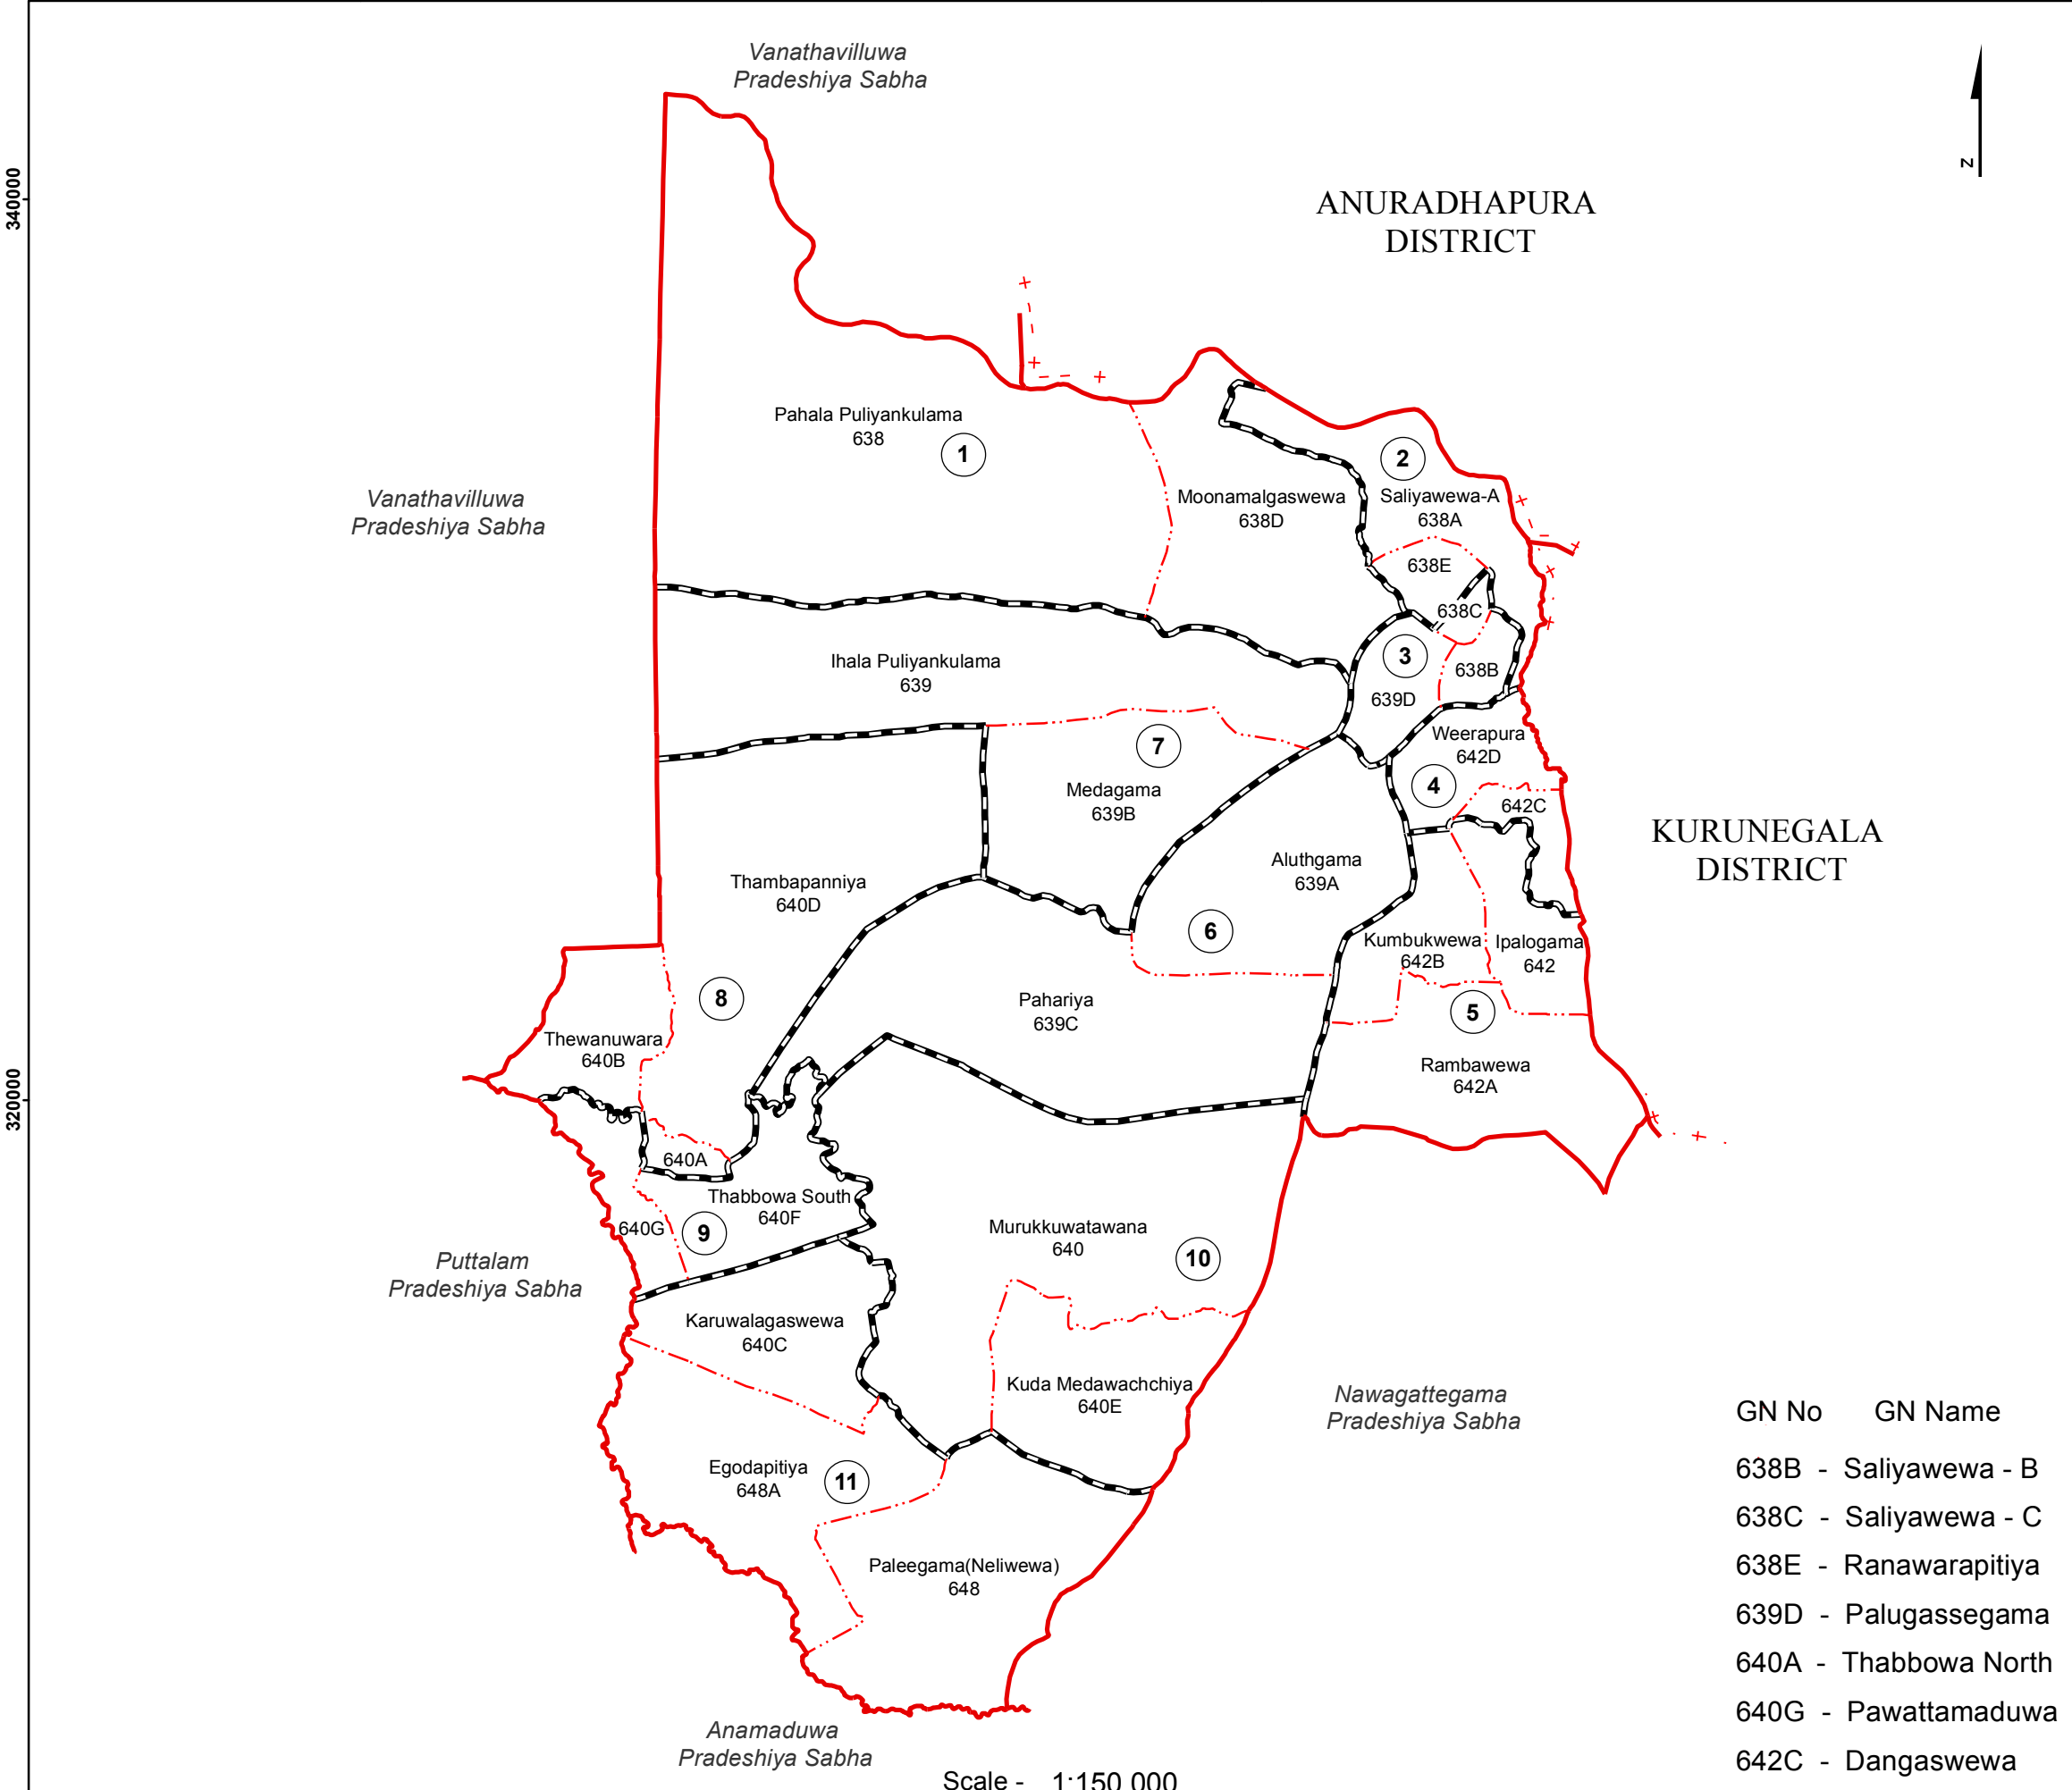 Vanathavilluwa
Pradeshiya Sabha
N
340000
ANURADHAPURA
DISTRICT
Pahala Puliyankulama
638
1
2
Vanathavilluwa
Pradeshiya Sabha
Moonamalgaswewa
638D
Saliyawewa-A
638A
638E
638C
3
638B
Ihala Puliyankulama
639
639D
7
Weerapura
642D
Medagama
639B
4
642C
KURUNEGALA
DISTRICT
Aluthgama
639A
Thambapanniya
640D
6
Kumbukwewa
642B
Ipalogama
642
8
Pahariya
639C
5
Thewanuwara
640B
Rambawewa
642A
320000
640A
Thabbowa South
640F
640G
9
Murukkuwatawana
640
10
Puttalam
Pradeshiya Sabha
Karuwalagaswewa
640C
Kuda Medawachchiya
640E
Nawagattegama
Pradeshiya Sabha
Egodapitiya
648A
11
Paleegama(Neliwewa)
648
Anamaduwa
Pradeshiya Sabha
Scale - 1:150,000
GN No GN Name
638B - Saliyawewa - B
638C - Saliyawewa - C
638E - Ranawarapitiya
639D - Palugassegama
640A - Thabbowa North
640G - Pawattamaduwa
642C - Dangaswewa